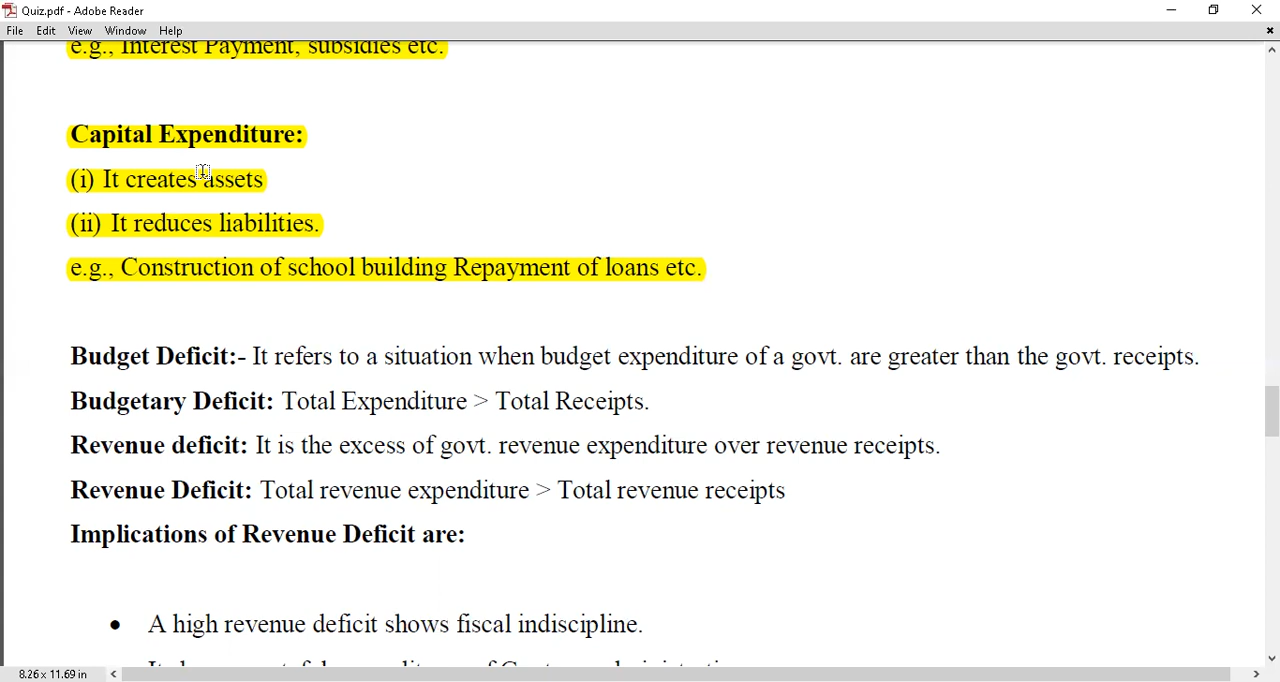 Quiz.pdf - Adobe Reader
File Edit View Window Help
e.g., Interest Payment, subsidies etc.
Capital Expenditure:
(i) It creates assets
(ii) It reduces liabilities.
e.g., Construction of school building Repayment of loans etc.
Budget Deficit:- It refers to a situation when budget expenditure of a govt. are greater than the govt. receipts.
Budgetary Deficit: Total Expenditure > Total Receipts.
Revenue deficit: It is the excess of govt. revenue expenditure over revenue receipts.
Revenue Deficit: Total revenue expenditure > Total revenue receipts
Implications of Revenue Deficit are:
• A high revenue deficit shows fiscal indiscipline.
8.26 x 11.69 in